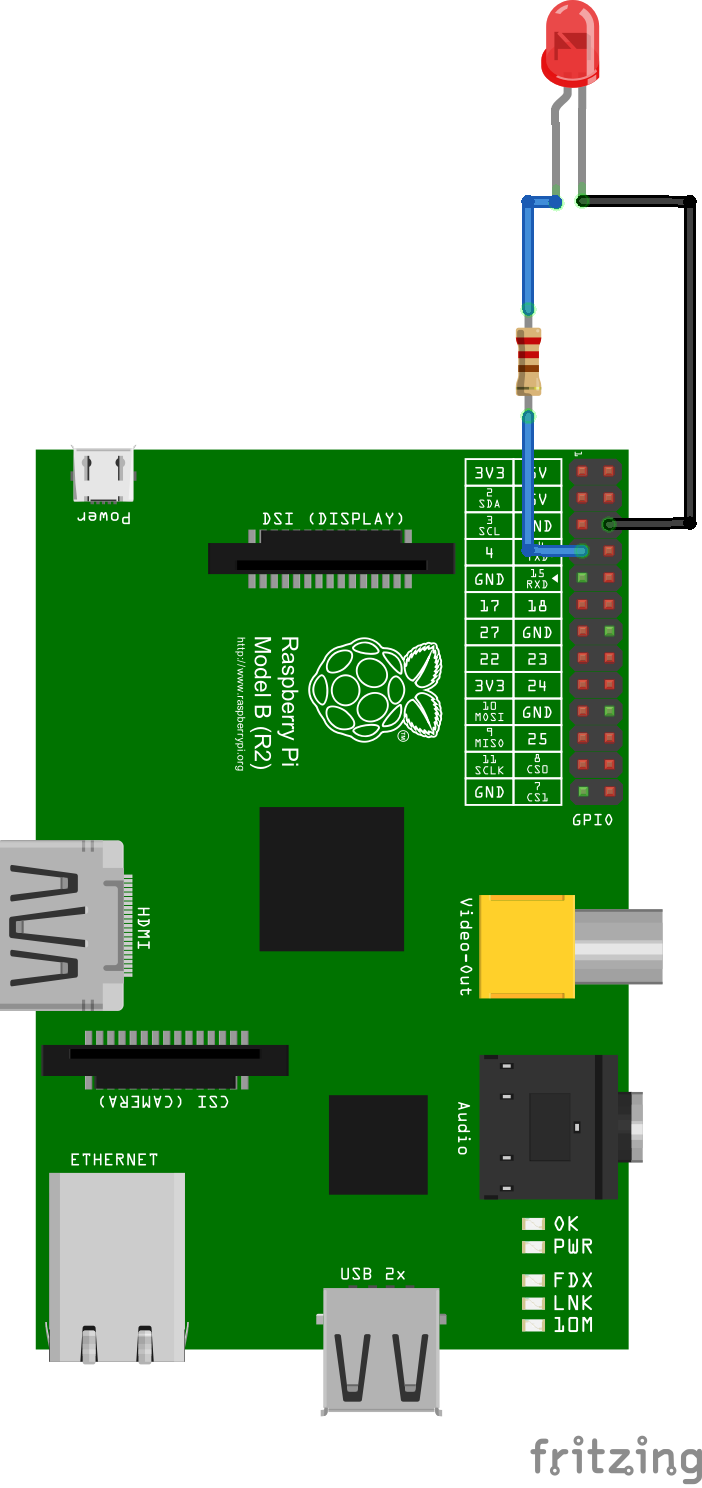 1
3V3 5V
2 SDA 5V
3 SCL GND
4 TXD
GND 15 RXD
17 18
27 GND
22 23
3V3 24
10 MOSI GND
9 MISO 25
11 SCLK 8 CS0
GND 7 CS1
GPIO
Power
DSI (DISPLAY)
Raspberry Pi
Model B (R2)
http://www.raspberrypi.org
TM
HDMI
Video-Out
CSI (CAMERA)
Audio
ETHERNET
OK
PWR
FDX
LNK
10M
USB 2x
fritzing